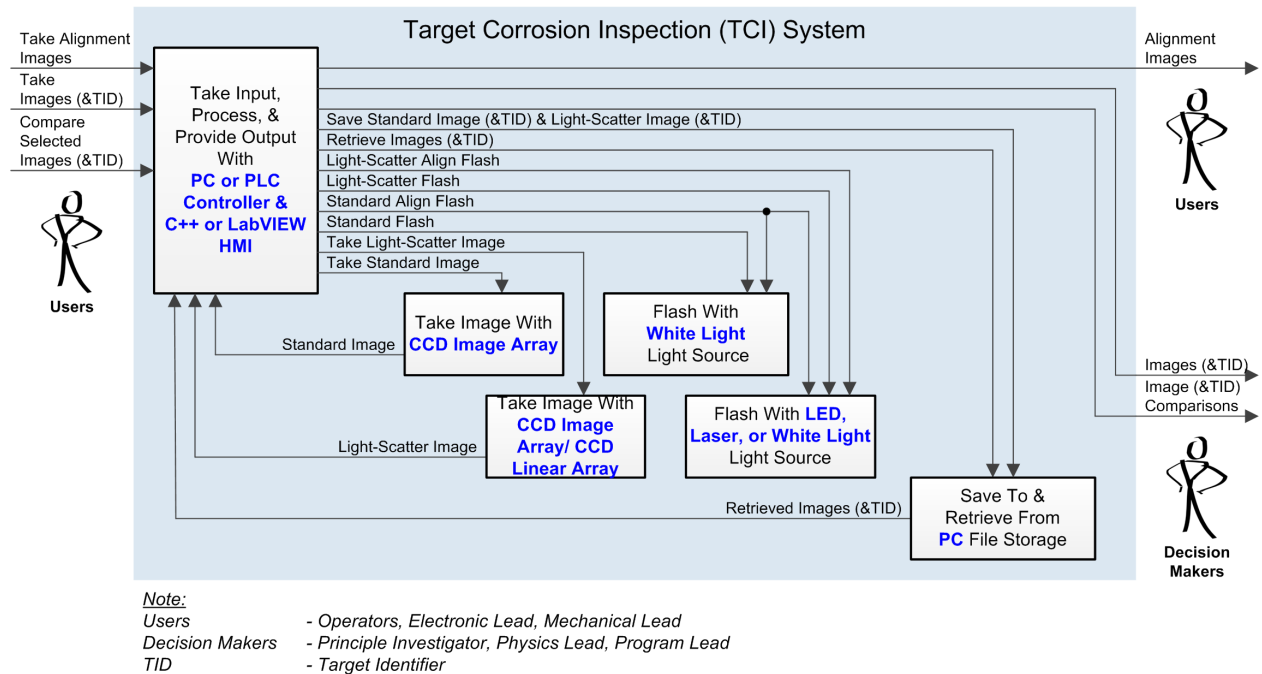 Target Corrosion Inspection (TCI) System
Take Alignment
Images
Take
Images (&TID)
Compare
Selected
Images (&TID)
Users
Take Input,
Process, &
Provide Output
With
PC or PLC
Controller &
C++ or LabVIEW
HMI
Alignment
Images
Users
Save Standard Image (&TID) & Light-Scatter Image (&TID)
Retrieve Images (&TID)
Light-Scatter Align Flash
Light-Scatter Flash
Standard Align Flash
Standard Flash
Take Light-Scatter Image
Take Standard Image
Take Image With
CCD Image Array
Standard Image
Flash With
White Light
Light Source
Take Image With
CCD Image
Array/ CCD
Linear Array
Light-Scatter Image
Flash With LED,
Laser, or White Light
Light Source
Images (&TID)
Image (&TID)
Comparisons
Save To &
Retrieve From
PC File Storage
Retrieved Images (&TID)
Decision
Makers
Note:
Users - Operators, Electronic Lead, Mechanical Lead
Decision Makers - Principle Investigator, Physics Lead, Program Lead
TID - Target Identifier